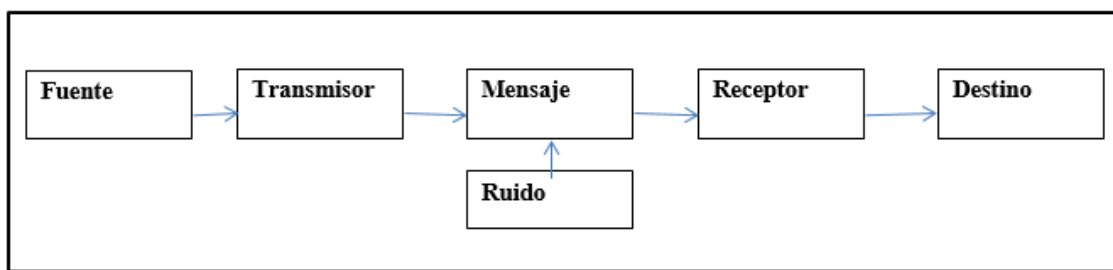 Fuente
Transmisor
Mensaje
Receptor
Destino
Ruido